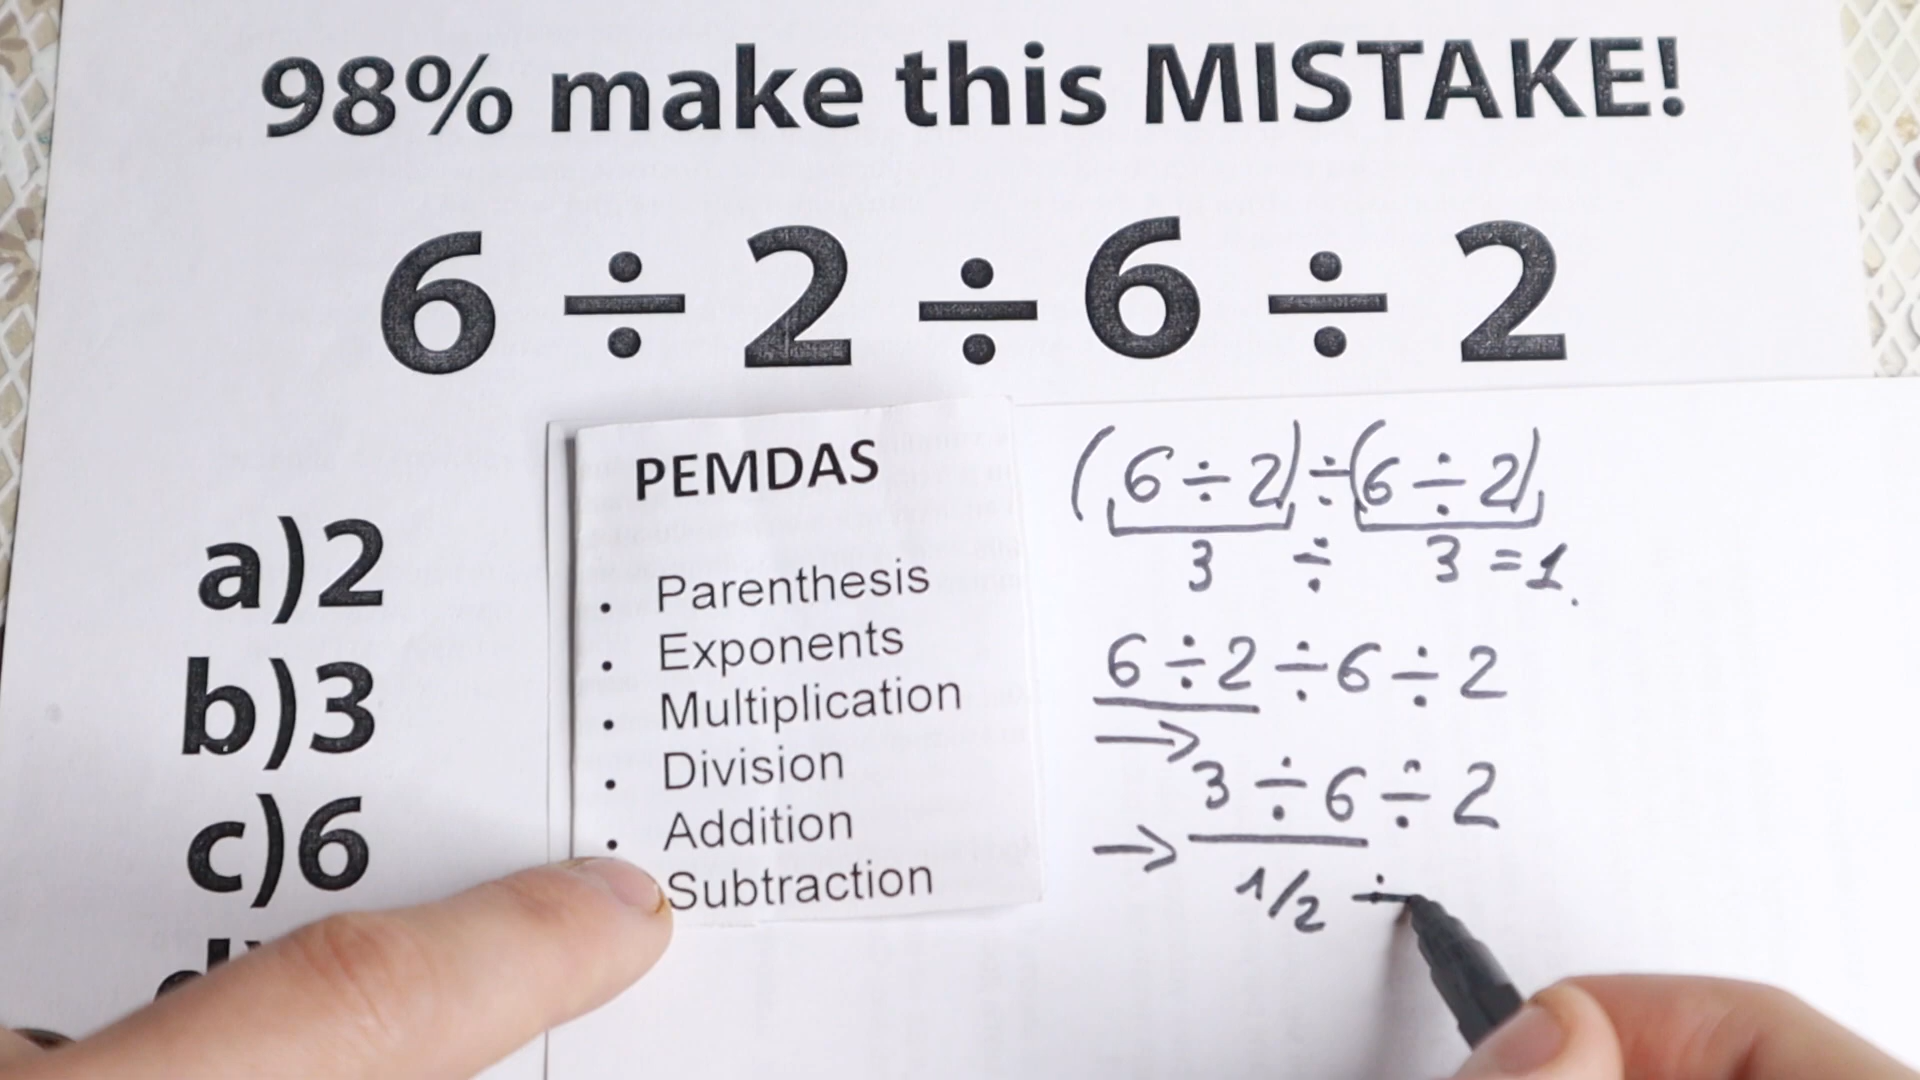 98% make this MISTAKE!
6 ÷ 2 ÷ 6 ÷ 2
a)2
b)3
c)6
PEMDAS
. Parenthesis
. Exponents
. Multiplication
. Division
. Addition
Subtraction
(6 ÷ 2) ÷ (6 ÷ 2)
3 ÷ 3 = 1.
6 ÷ 2 ÷ 6 ÷ 2
→ 3 ÷ 6 ÷ 2
→ 1/2 ÷